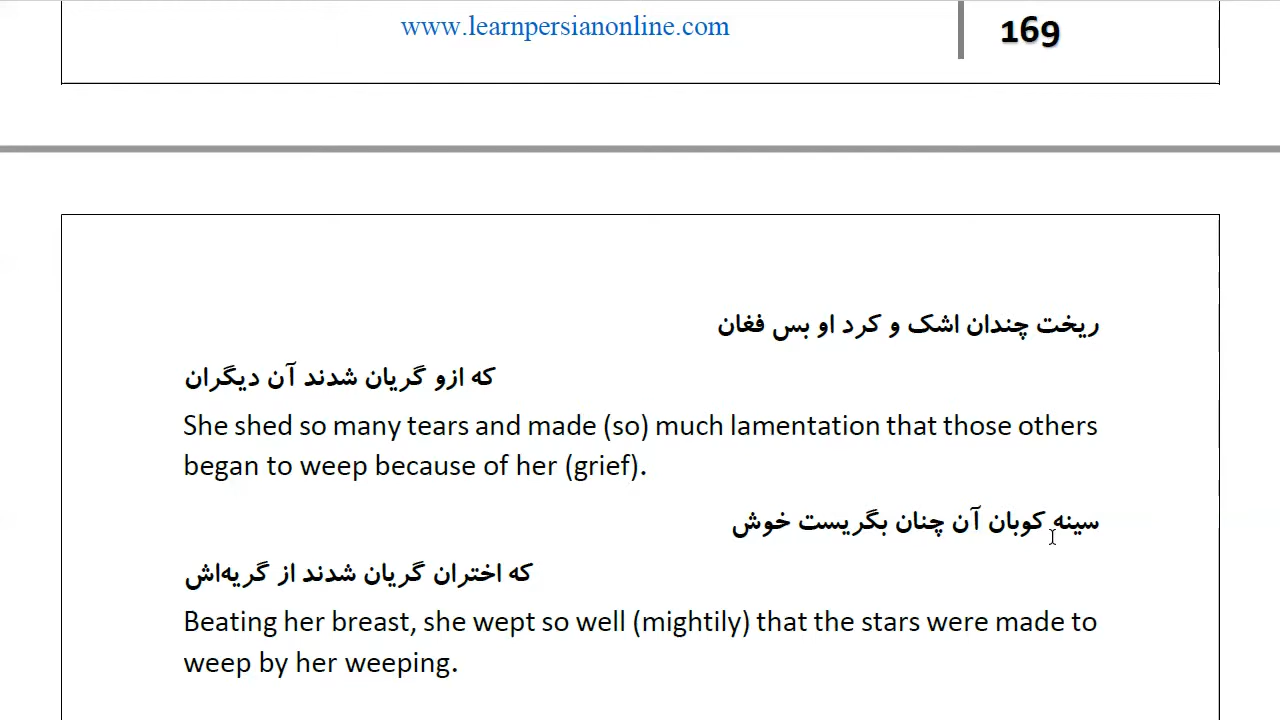 www.learnpersianonline.com
169
ریخت چندان اشک و کرد او بس فغان
که ازو گریان شدند آن دیگران
She shed so many tears and made (so) much lamentation that those others
began to weep because of her (grief).
سینه کوبان آن چنان بگریست خوش
که اختران گریان شدند از گریه‌اش
Beating her breast, she wept so well (mightily) that the stars were made to
weep by her weeping.